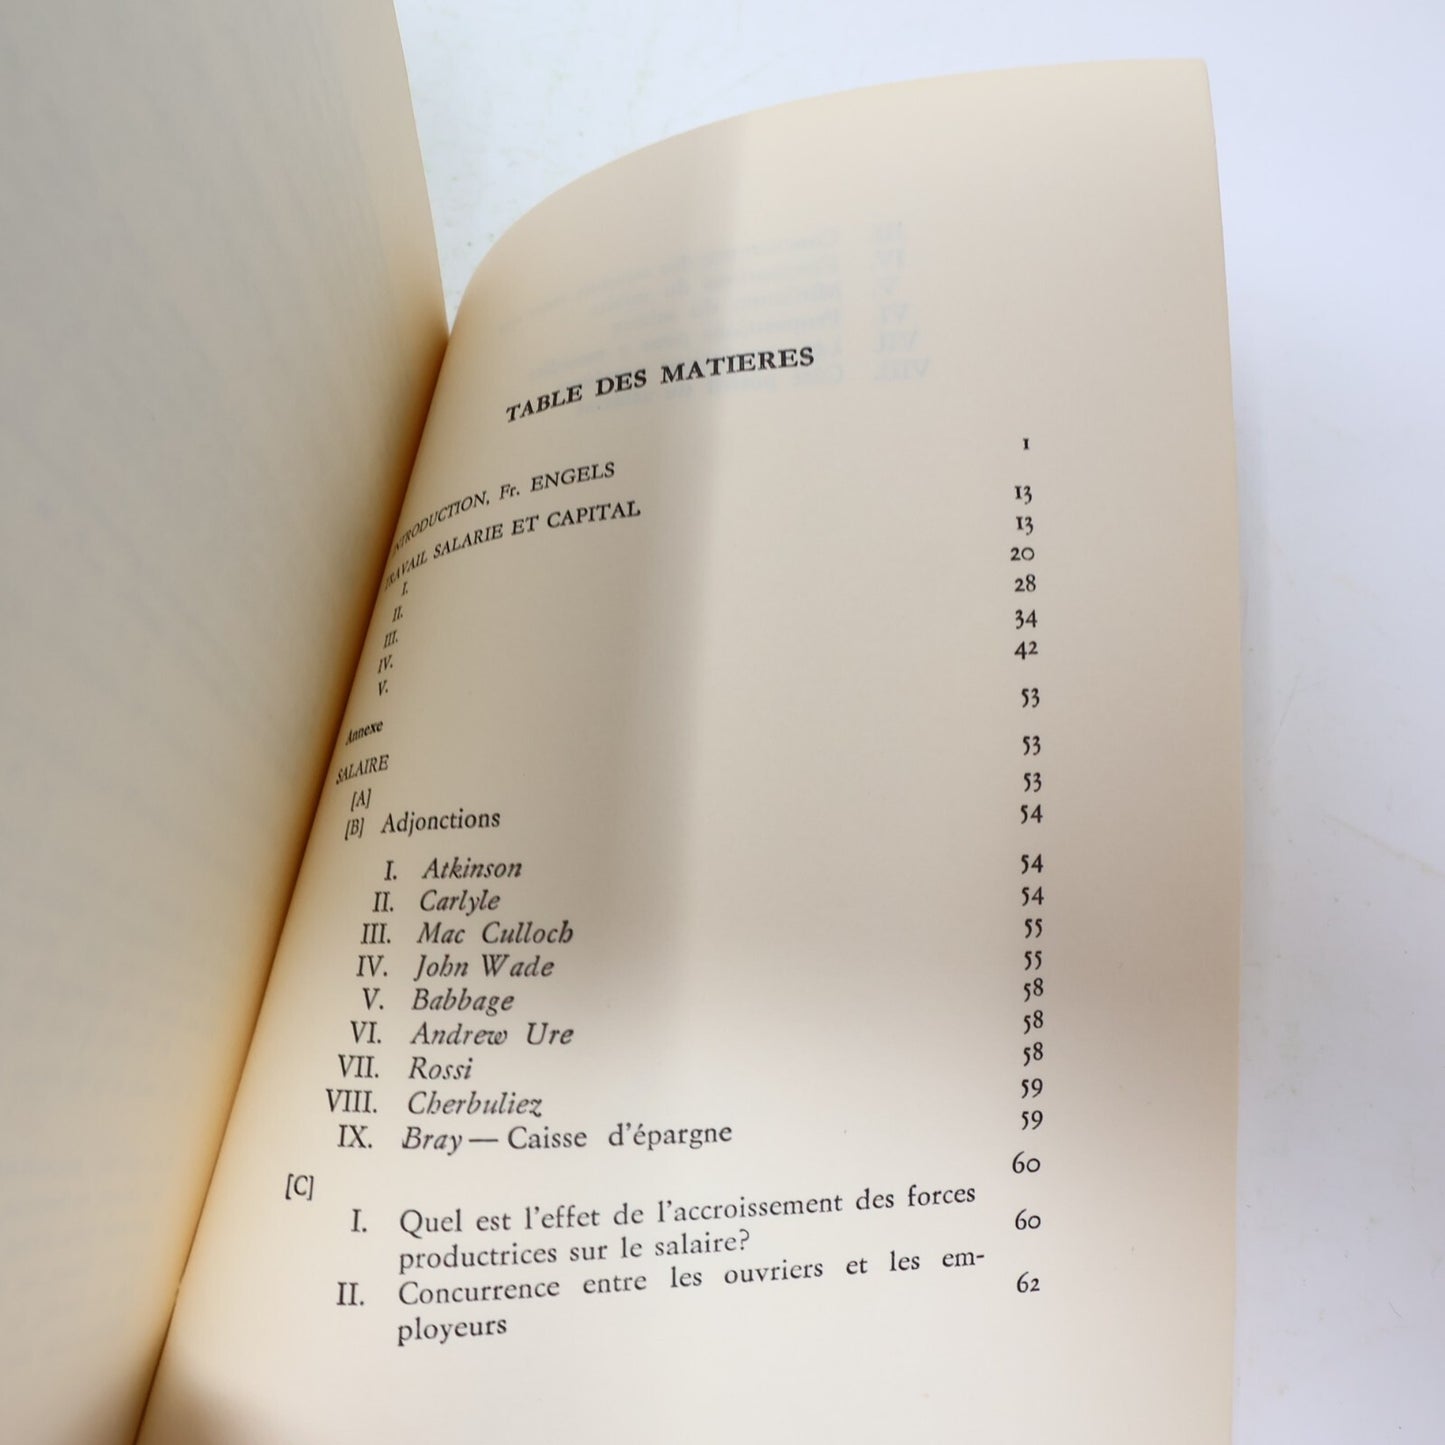 TABLE DES MATIERES
INTRODUCTION, Fr. ENGELS 1
TRAVAIL SALARIE ET CAPITAL 13
I. 13
II. 20
III. 28
IV. 34
V. 42
Annexe 53
SALAIRE 53
[A] 53
[B] Adjonctions 54
I. Atkinson 54
II. Carlyle 54
III. Mac Culloch 55
IV. John Wade 55
V. Babbage 58
VI. Andrew Ure 58
VII. Rossi 58
VIII. Cherbuliez 59
IX. Bray — Caisse d'épargne 59
[C] 60
I. Quel est l'effet de l'accroissement des forces
productrices sur le salaire? 60
II. Concurrence entre les ouvriers et les em-
ployeurs 62